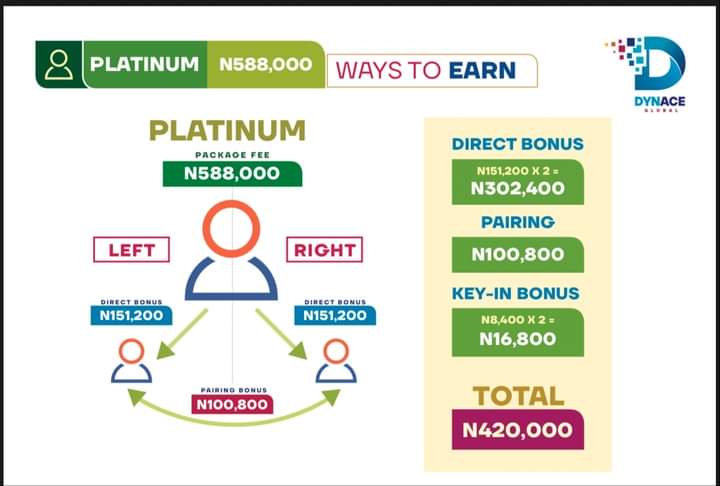 PLATINUM N588,000 WAYS TO EARN
DYNACE
GLOBAL
PLATINUM
PACKAGE FEE
N588,000
LEFT
RIGHT
DIRECT BONUS
N151,200
DIRECT BONUS
N151,200
PAIRING BONUS
N100,800
DIRECT BONUS
N151,200 X 2 =
N302,400
PAIRING
N100,800
KEY-IN BONUS
N8,400 X 2 =
N16,800
TOTAL
N420,000